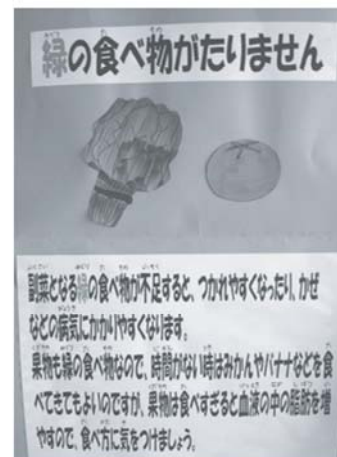 緑の食べ物がたりません
副菜となる緑の食べ物が不足すると、つかれやすくなったり、かぜ
などの病気にかかりやすくなります。
果物も緑の食べ物なので、時間がない時はみかんやバナナなどを食
べてきてもよいのですが、果物は食べすぎると血液の中の脂肪を増
やすので、食べ方に気をつけましょう。